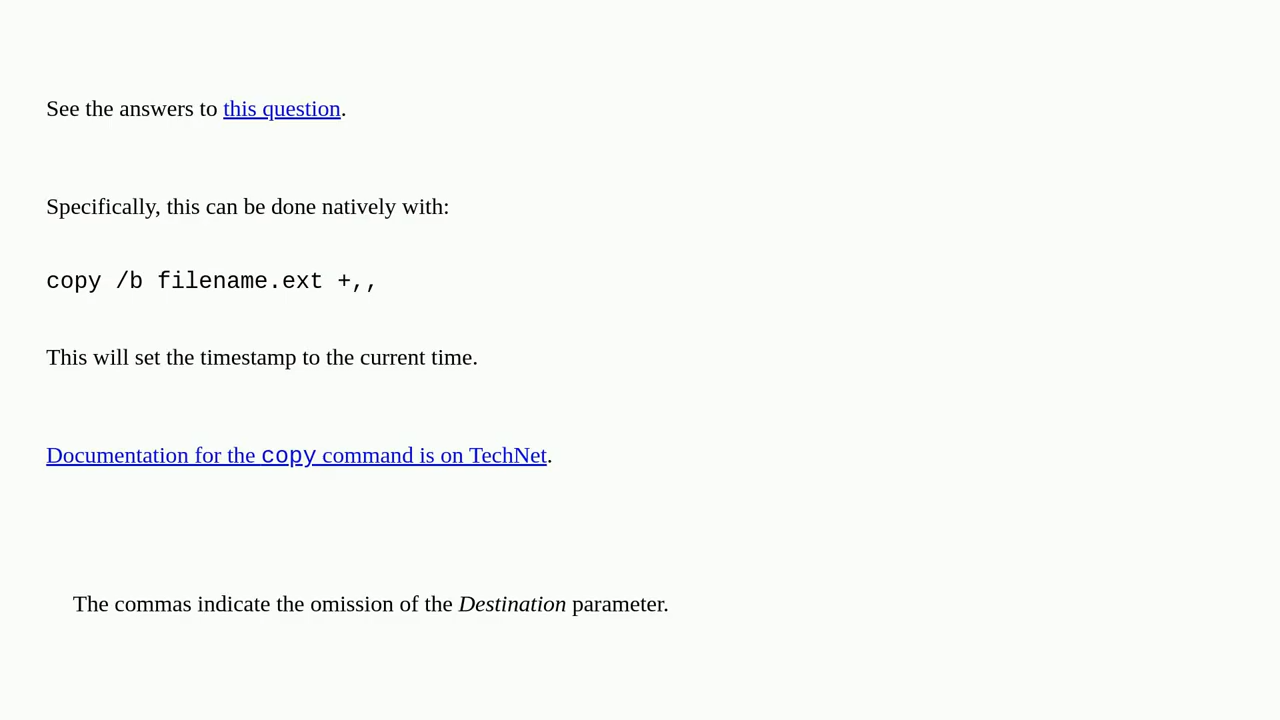 See the answers to this question.
Specifically, this can be done natively with:
copy /b filename.ext +,,
This will set the timestamp to the current time.
Documentation for the copy command is on TechNet.
The commas indicate the omission of the Destination parameter.